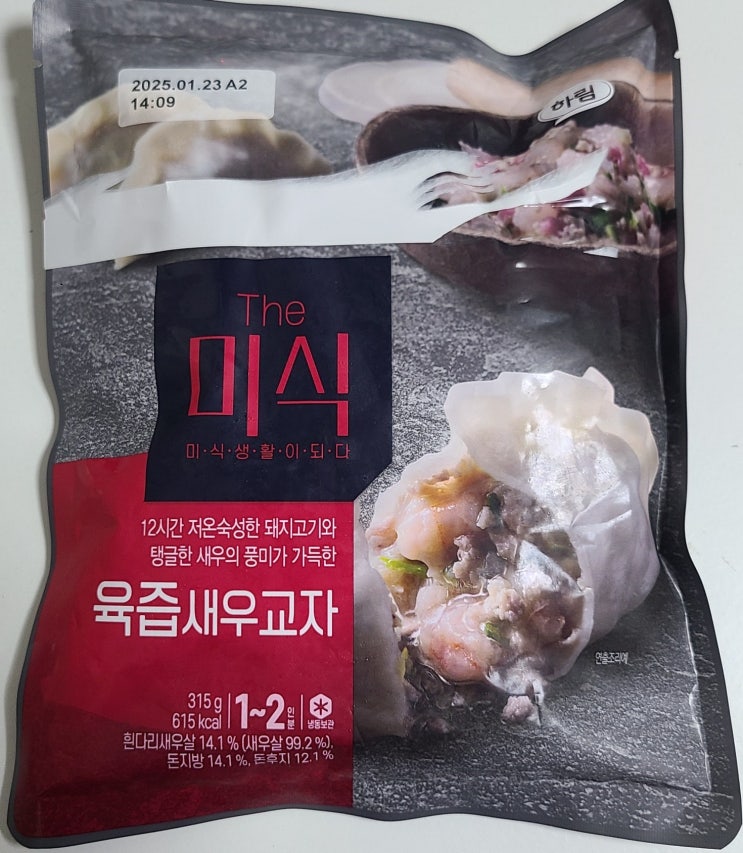 2025.01.23 A2
14:09
하림
The
미식
미·식·생·활·이·되·다
12시간 저온숙성한 돼지고기와
탱글한 새우의 풍미가 가득한
육즙새우교자
315 g
615 kcal
1~2인분
냉동보관
흰다리새우살 14.1 % (새우살 99.2 %),
돈지방 14.1 %, 돈후지 12.1 %
연출조리예